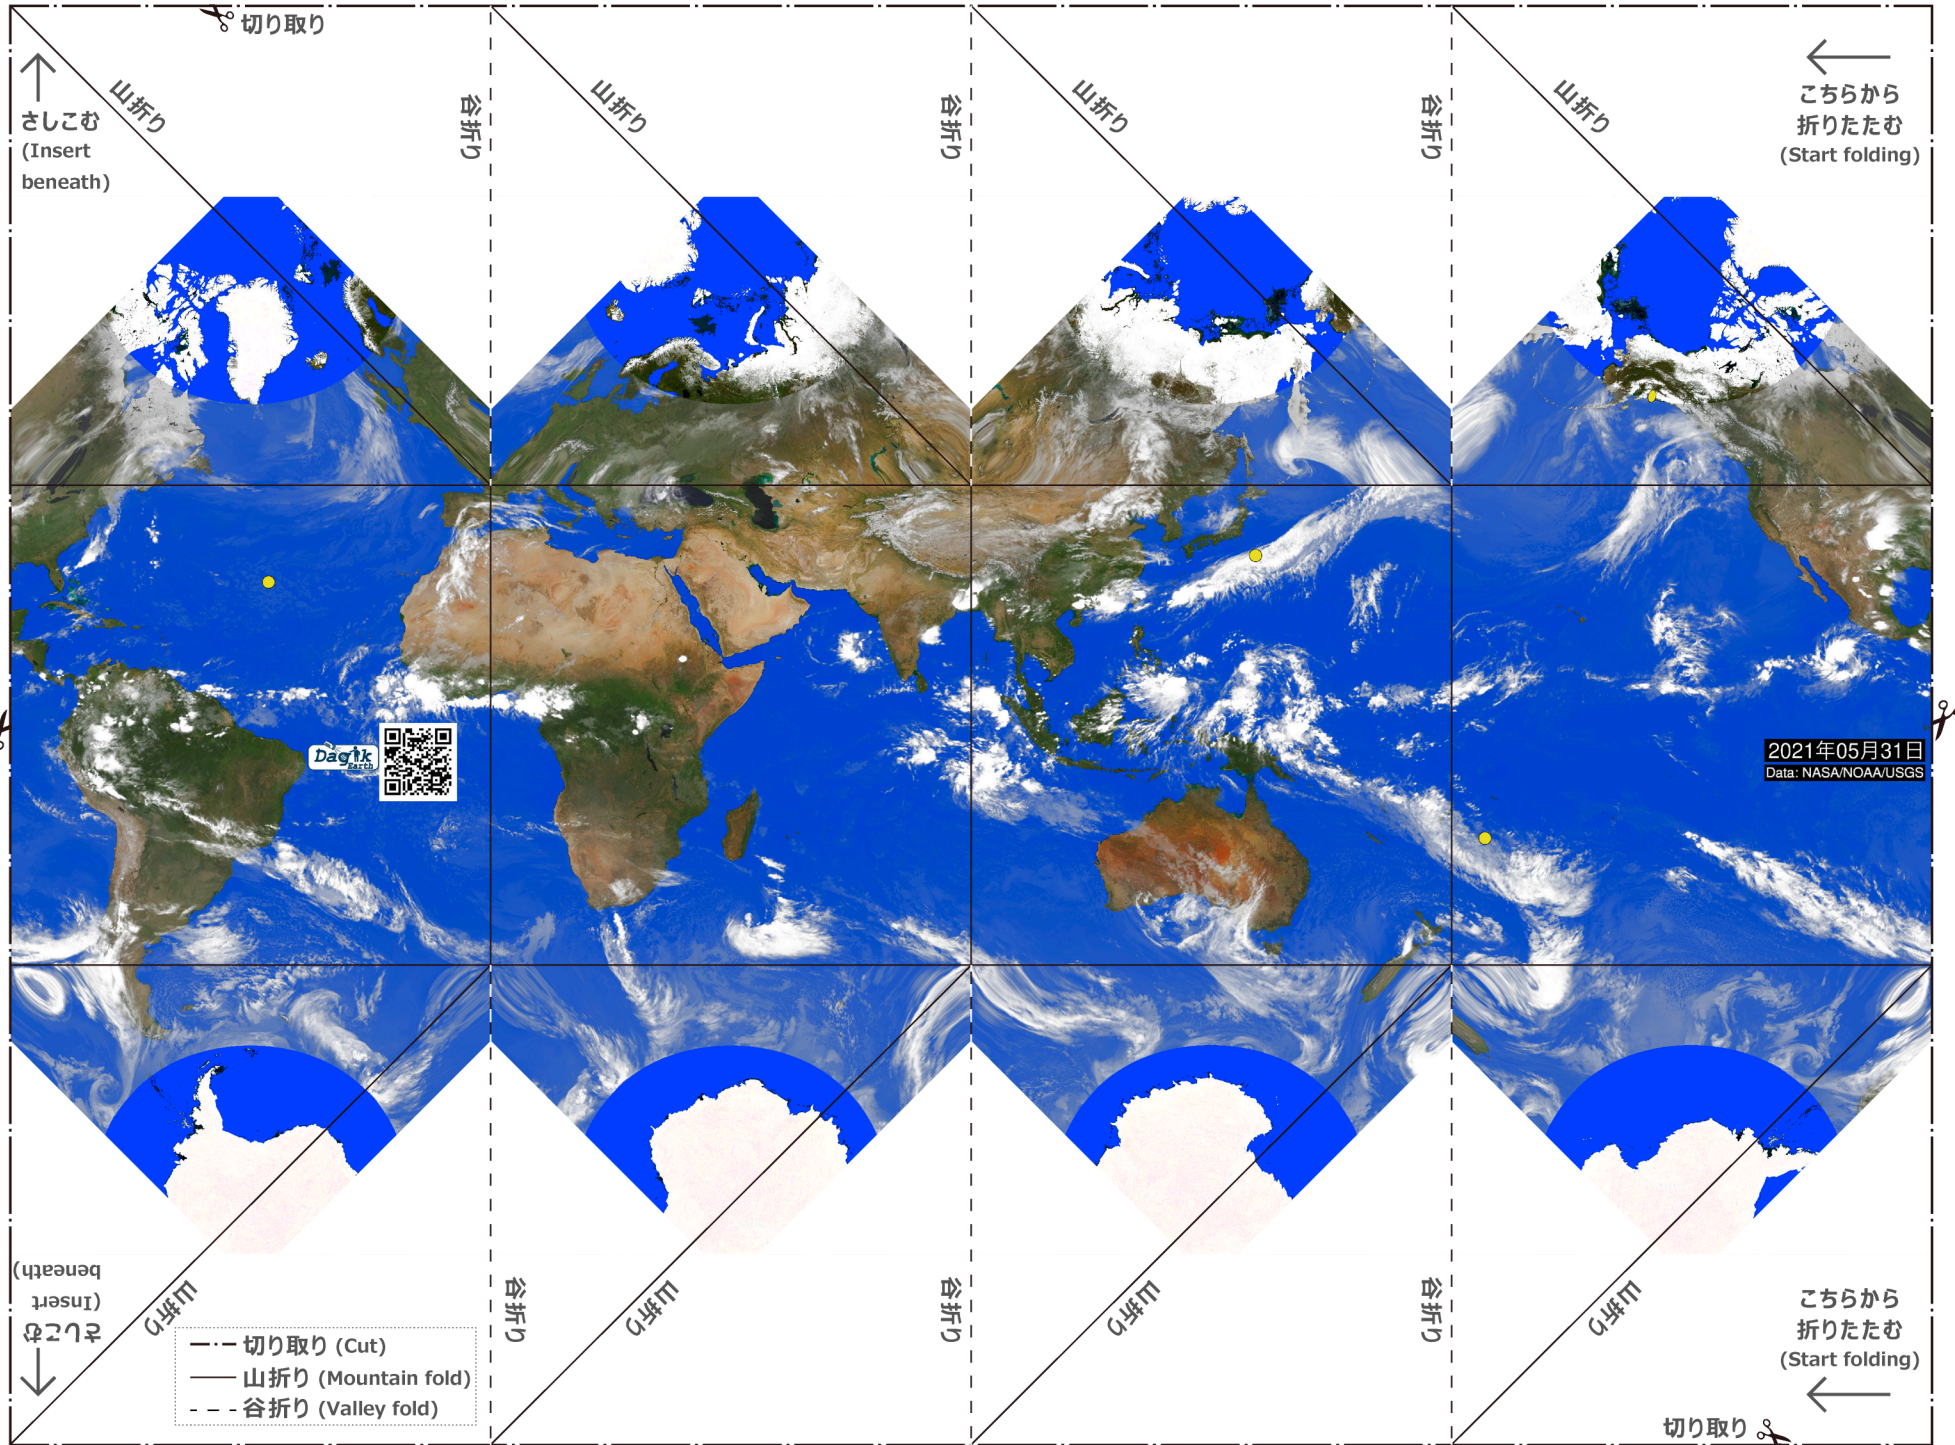 切り取り
さしこむ
(Insert
beneath)
山折り
谷折り
山折り
谷折り
山折り
谷折り
山折り
こちらから
折りたたむ
(Start folding)
Dagik
Earth
2021年05月31日
Data: NASA/NOAA/USGS
さしこむ
(Insert
beneath)
山折り
谷折り
山折り
谷折り
山折り
谷折り
山折り
こちらから
折りたたむ
(Start folding)
切り取り (Cut)
山折り (Mountain fold)
谷折り (Valley fold)
切り取り